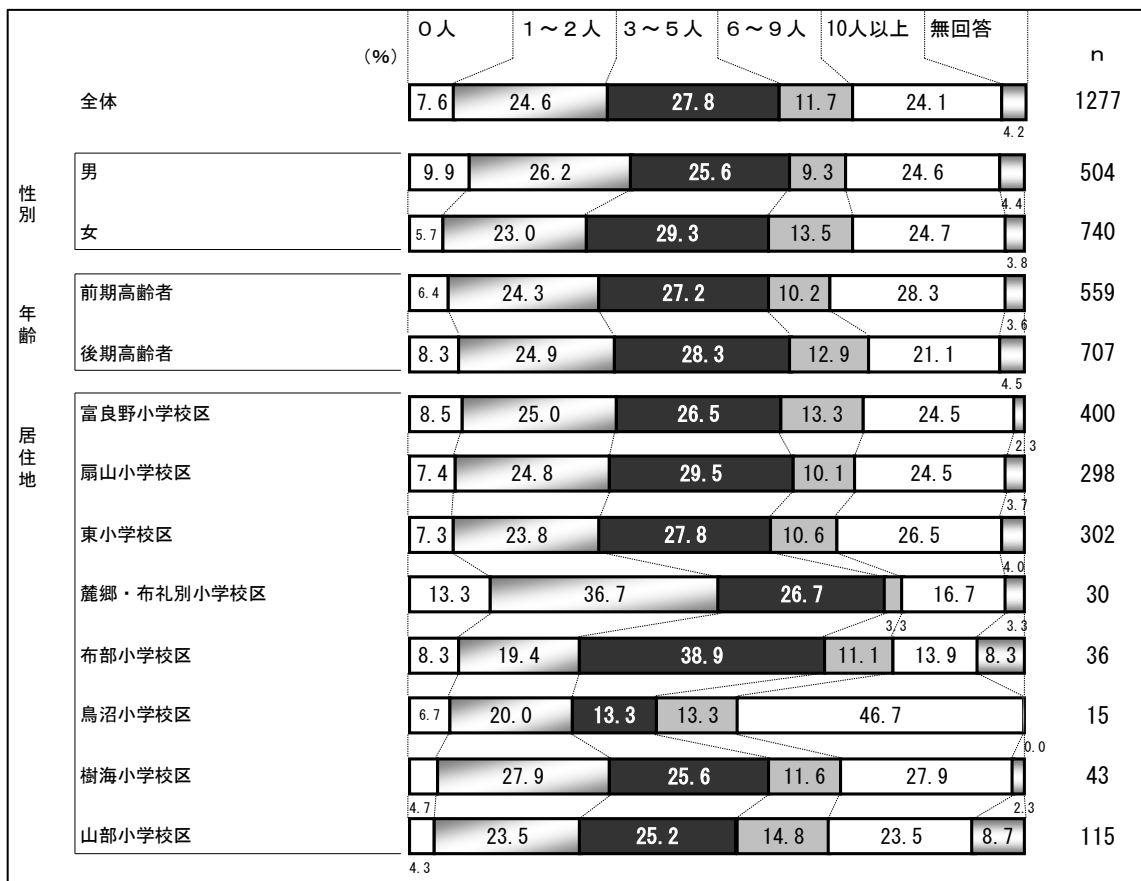 ０人　１～２人　３～５人　６～９人　10人以上　無回答
(%)　ｎ
全体　7.6　24.6　27.8　11.7　24.1　4.2　1277
性別
男　9.9　26.2　25.6　9.3　24.6　4.4　504
女　5.7　23.0　29.3　13.5　24.7　3.8　740
年齢
前期高齢者　6.4　24.3　27.2　10.2　28.3　3.6　559
後期高齢者　8.3　24.9　28.3　12.9　21.1　4.5　707
居住地
富良野小学校区　8.5　25.0　26.5　13.3　24.5　2.3　400
扇山小学校区　7.4　24.8　29.5　10.1　24.5　3.7　298
東小学校区　7.3　23.8　27.8　10.6　26.5　4.0　302
麓郷・布礼別小学校区　13.3　36.7　26.7　3.3　16.7　3.3　30
布部小学校区　8.3　19.4　38.9　11.1　13.9　8.3　36
鳥沼小学校区　6.7　20.0　13.3　13.3　46.7　0.0　15
樹海小学校区　4.7　27.9　25.6　11.6　27.9　2.3　43
山部小学校区　4.3　23.5　25.2　14.8　23.5　8.7　115